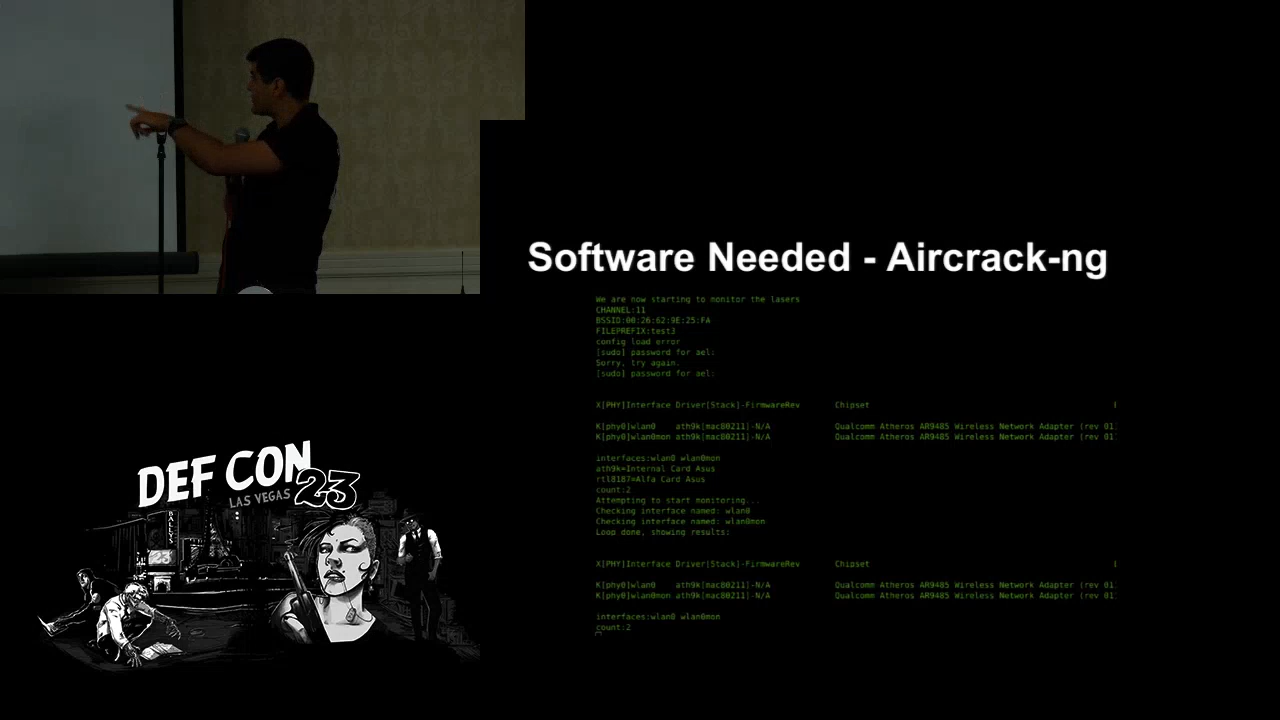 Software Needed - Aircrack-ng
We are now starting to monitor the lasers
CHANNEL:11
BSSID:00:26:62:9E:25:FA
FILEPREFIX:test3
config load error
[sudo] password for ael:
Sorry, try again.
[sudo] password for ael:
X[PHY]Interface Driver[Stack]-FirmwareRev Chipset
K[phy0]wlan0 ath9k[mac80211]-N/A Qualcomm Atheros AR9485 Wireless Network Adapter (rev 01
K[phy0]wlan0mon ath9k[mac80211]-N/A Qualcomm Atheros AR9485 Wireless Network Adapter (rev 01
interfaces:wlan0 wlan0mon
ath9k=Internal Card Asus
rtl8187=Alfa Card Asus
count:2
Attempting to start monitoring...
Checking interface named: wlan0
Checking interface named: wlan0mon
Loop done, showing results:
X[PHY]Interface Driver[Stack]-FirmwareRev Chipset
K[phy0]wlan0 ath9k[mac80211]-N/A Qualcomm Atheros AR9485 Wireless Network Adapter (rev 01
K[phy0]wlan0mon ath9k[mac80211]-N/A Qualcomm Atheros AR9485 Wireless Network Adapter (rev 01
interfaces:wlan0 wlan0mon
count:2
DEF CON
LAS VEGAS 23
BALLYS
23